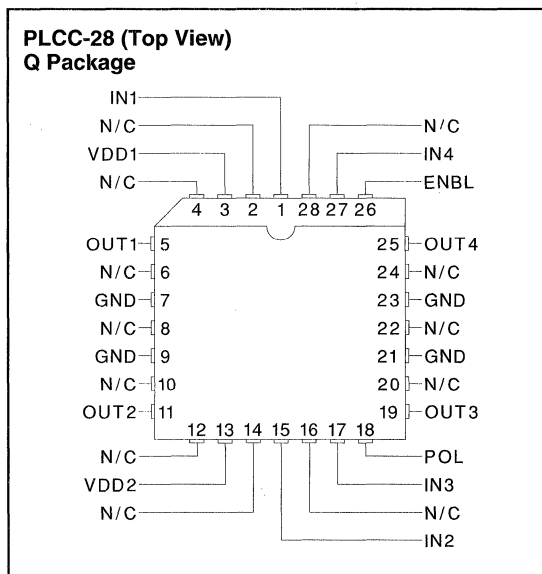 PLCC-28 (Top View)
Q Package
IN1
N/C
N/C
VDD1
IN4
N/C
ENBL
4 3 2 1 28 27 26
OUT1 5 25 OUT4
N/C 6 24 N/C
GND 7 23 GND
N/C 8 22 N/C
GND 9 21 GND
N/C 10 20 N/C
OUT2 11 19 OUT3
12 13 14 15 16 17 18
N/C
POL
VDD2
IN3
N/C
N/C
IN2